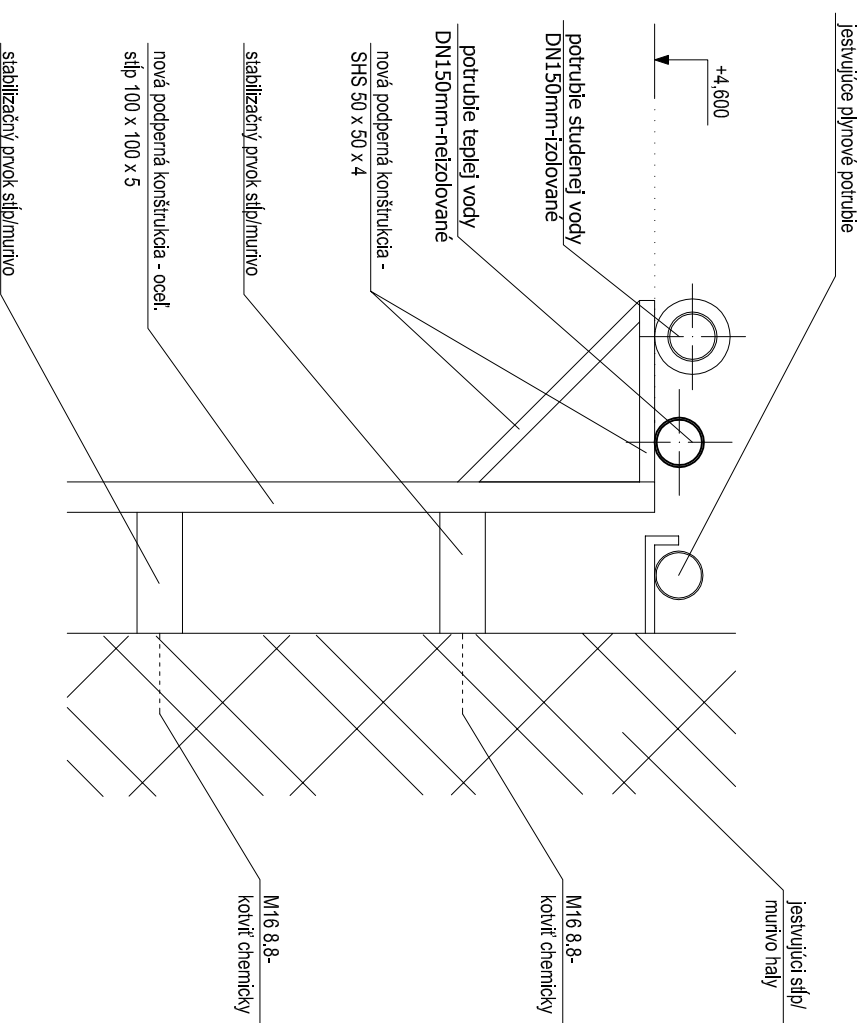 jestvujúce plynové potrubie
+4,600
potrubie studenej vody
DN150mm-izolované
potrubie teplej vody
DN150mm-neizolované
nová podperná konštrukcia -
SHS 50 x 50 x 4
stabilizačný prvok stĺp/murivo
nová podperná konštrukcia - oceľ.
stĺp 100 x 100 x 5
stabilizačný prvok stĺp/murivo
jestvujúci stĺp/
murivo haly
M16 8.8-
kotviť chemicky
M16 8.8-
kotviť chemicky